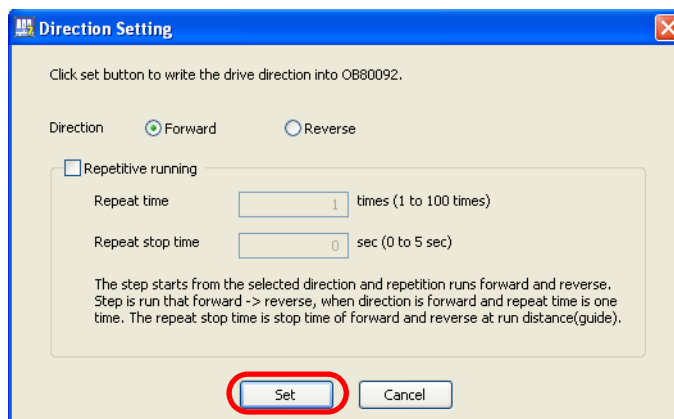 Direction Setting
Click set button to write the drive direction into OB80092.
Direction Forward Reverse
Repetitive running
Repeat time 1 times (1 to 100 times)
Repeat stop time 0 sec (0 to 5 sec)
The step starts from the selected direction and repetition runs forward and reverse.
Step is run that forward -> reverse, when direction is forward and repeat time is one
time. The repeat stop time is stop time of forward and reverse at run distance(guide).
Set Cancel